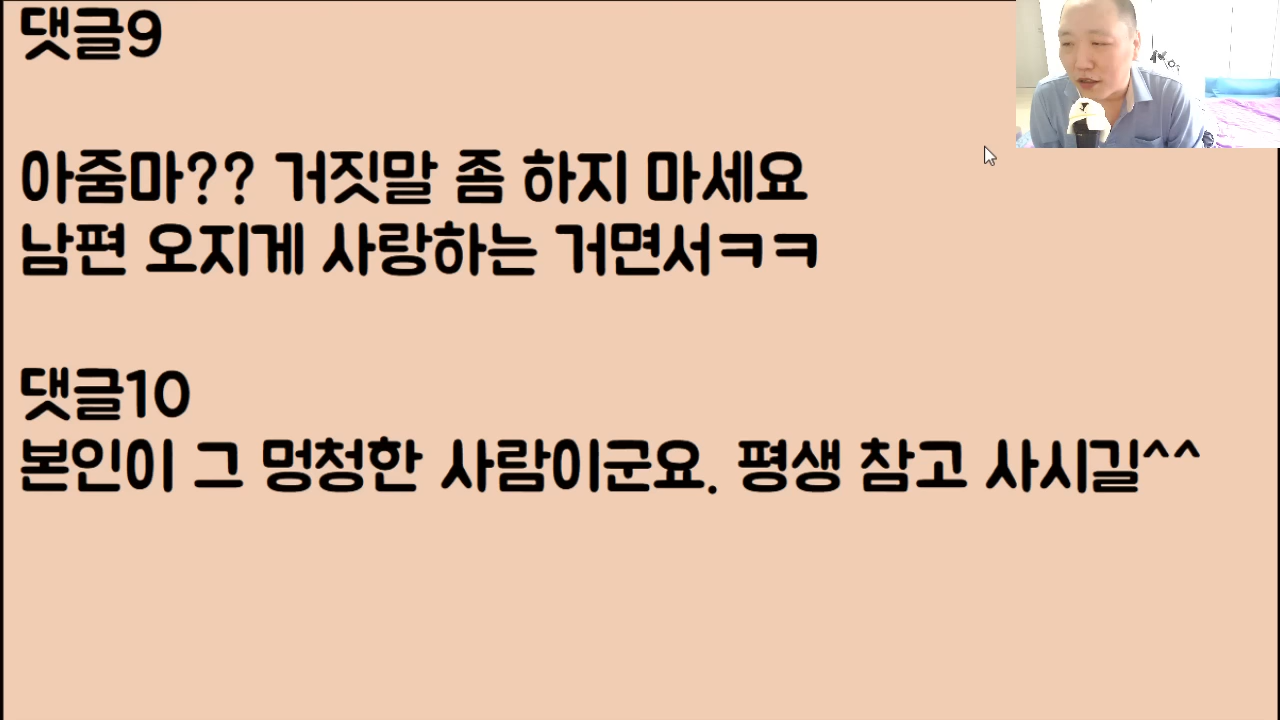 댓글9
아줌마?? 거짓말 좀 하지 마세요
남편 오지게 사랑하는 거면서ㅋㅋ
댓글10
본인이 그 멍청한 사람이군요. 평생 참고 사시길^^